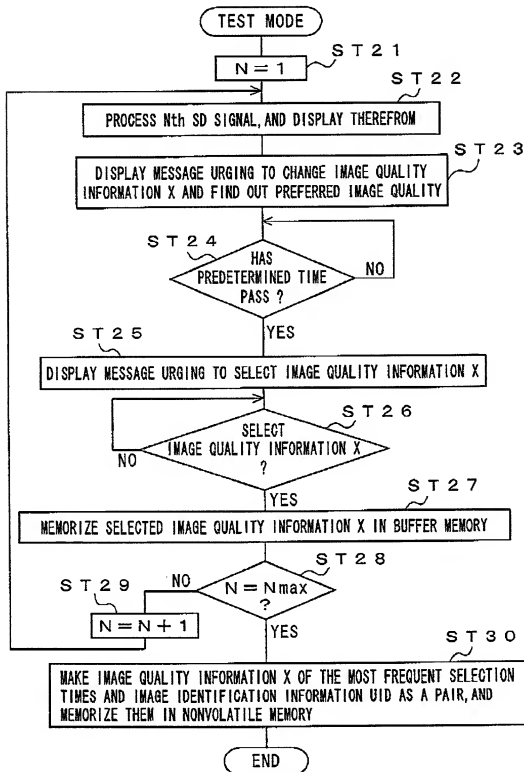 TEST MODE
ST21
N=1
ST22
PROCESS Nth SD SIGNAL, AND DISPLAY THEREFROM
ST23
DISPLAY MESSAGE URGING TO CHANGE IMAGE QUALITY
INFORMATION X AND FIND OUT PREFERRED IMAGE QUALITY
ST24
HAS
PREDETERMINED TIME
PASS ?
NO
YES
ST25
DISPLAY MESSAGE URGING TO SELECT IMAGE QUALITY INFORMATION X
ST26
SELECT
IMAGE QUALITY INFORMATION X
?
NO
YES
ST27
MEMORIZE SELECTED IMAGE QUALITY INFORMATION X IN BUFFER MEMORY
ST28
N=Nmax
?
NO
ST29
N=N+1
YES
ST30
MAKE IMAGE QUALITY INFORMATION X OF THE MOST FREQUENT SELECTION
TIMES AND IMAGE IDENTIFICATION INFORMATION UID AS A PAIR, AND
MEMORIZE THEM IN NONVOLATILE MEMORY
END